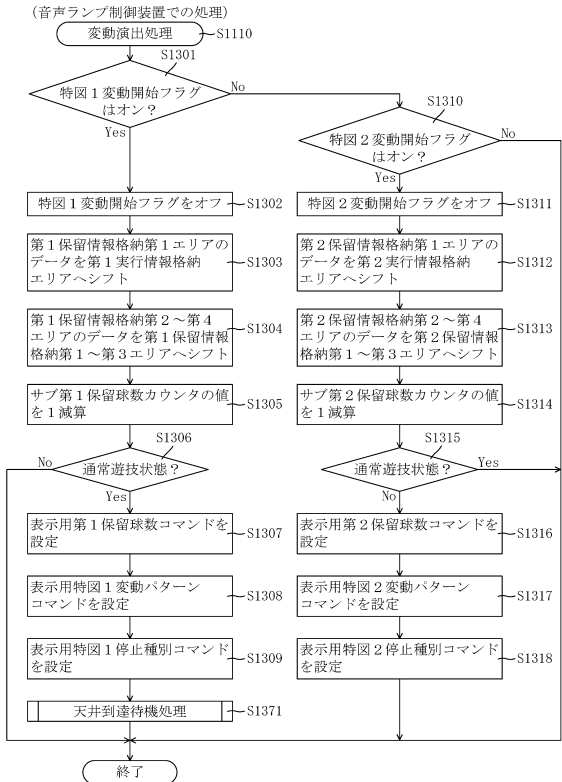 (音声ランプ制御装置での処理)
変動演出処理
S1110
S1301
特図1変動開始フラグ
はオン?
No
Yes
S1310
特図2変動開始フラグ
はオン?
No
Yes
特図1変動開始フラグをオフ
S1302
特図2変動開始フラグをオフ
S1311
第1保留情報格納第1エリアの
データを第1実行情報格納
エリアへシフト
S1303
第2保留情報格納第1エリアの
データを第2実行情報格納
エリアへシフト
S1312
第1保留情報格納第2~第4
エリアのデータを第1保留情報
格納第1~第3エリアへシフト
S1304
第2保留情報格納第2~第4
エリアのデータを第2保留情報
格納第1~第3エリアへシフト
S1313
サブ第1保留球数カウンタの値
を1減算
S1305
サブ第2保留球数カウンタの値
を1減算
S1314
S1306
通常遊技状態?
No
Yes
S1315
通常遊技状態?
Yes
No
表示用第1保留球数コマンドを
設定
S1307
表示用第2保留球数コマンドを
設定
S1316
表示用特図1変動パターン
コマンドを設定
S1308
表示用特図2変動パターン
コマンドを設定
S1317
表示用特図1停止種別コマンド
を設定
S1309
表示用特図2停止種別コマンド
を設定
S1318
天井到達待機処理
S1371
終了